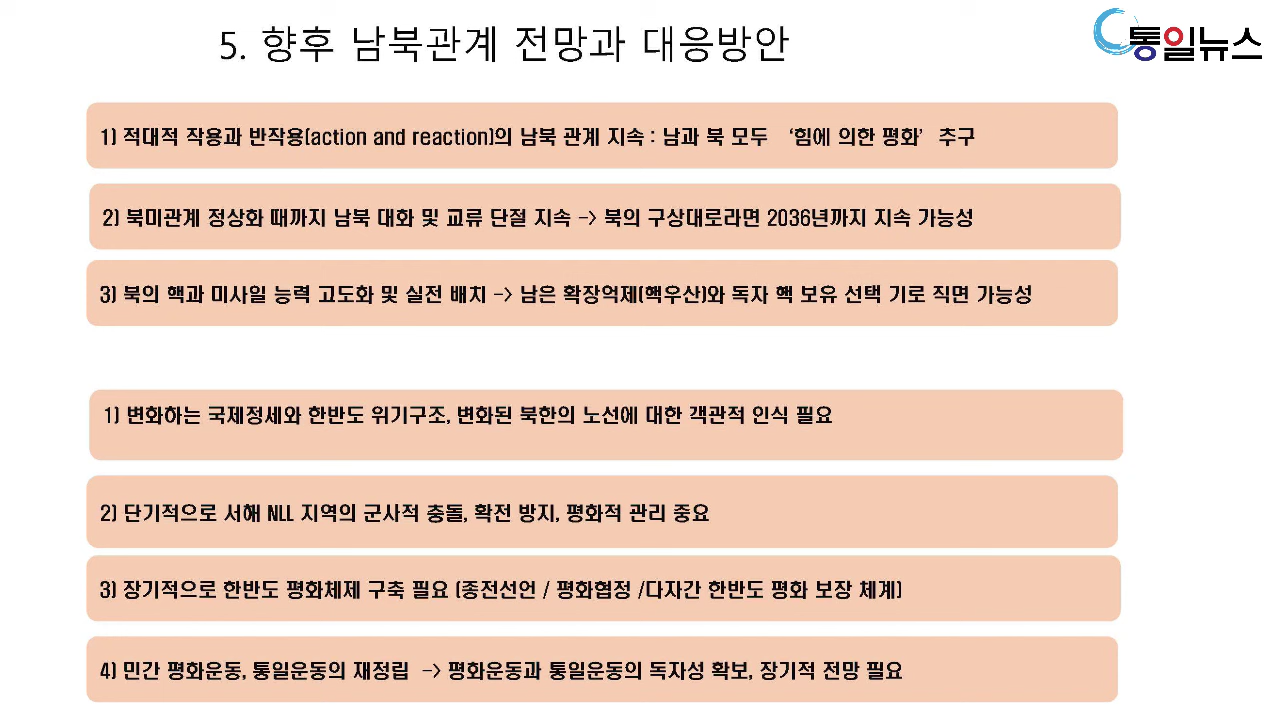 5. 향후 남북관계 전망과 대응방안
통일뉴스
1) 적대적 작용과 반작용(action and reaction)의 남북 관계 지속 : 남과 북 모두 ‘힘에 의한 평화’ 추구
2) 북미관계 정상화 때까지 남북 대화 및 교류 단절 지속 -> 북의 구상대로라면 2036년까지 지속 가능성
3) 북의 핵과 미사일 능력 고도화 및 실전 배치 -> 남은 확장억제(핵우산)와 독자 핵 보유 선택 기로 직면 가능성
1) 변화하는 국제정세와 한반도 위기구조, 변화된 북한의 노선에 대한 객관적 인식 필요
2) 단기적으로 서해 NLL 지역의 군사적 충돌, 확전 방지, 평화적 관리 중요
3) 장기적으로 한반도 평화체제 구축 필요 (종전선언 / 평화협정 /다자간 한반도 평화 보장 체계)
4) 민간 평화운동, 통일운동의 재정립 -> 평화운동과 통일운동의 독자성 확보, 장기적 전망 필요